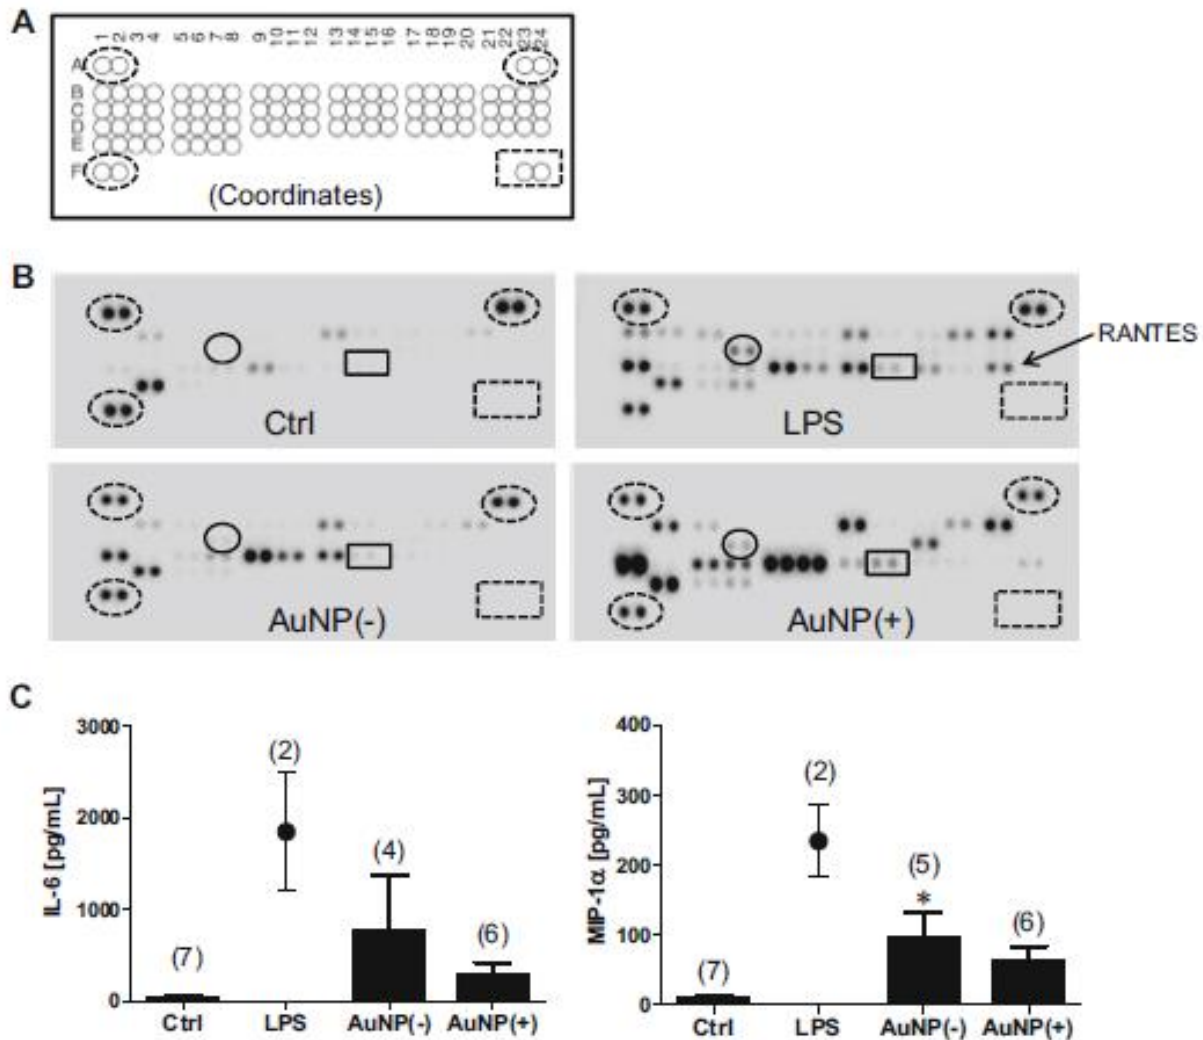 A
1 2 3 4 5 6 7 8 9 10 11 12 13 14 15 16 17 18 19 20 21 22 23 24
A
B
C
D
E
F
(Coordinates)
B
RANTES
Ctrl
LPS
AuNP(-)
AuNP(+)
C
IL-6 [pg/mL]
3000
2000
1000
0
(7)
(2)
(4)
(6)
Ctrl LPS AuNP(-) AuNP(+)
MIP-1α [pg/mL]
400
300
200
100
0
(7)
(2)
(5)
*
(6)
Ctrl LPS AuNP(-) AuNP(+)